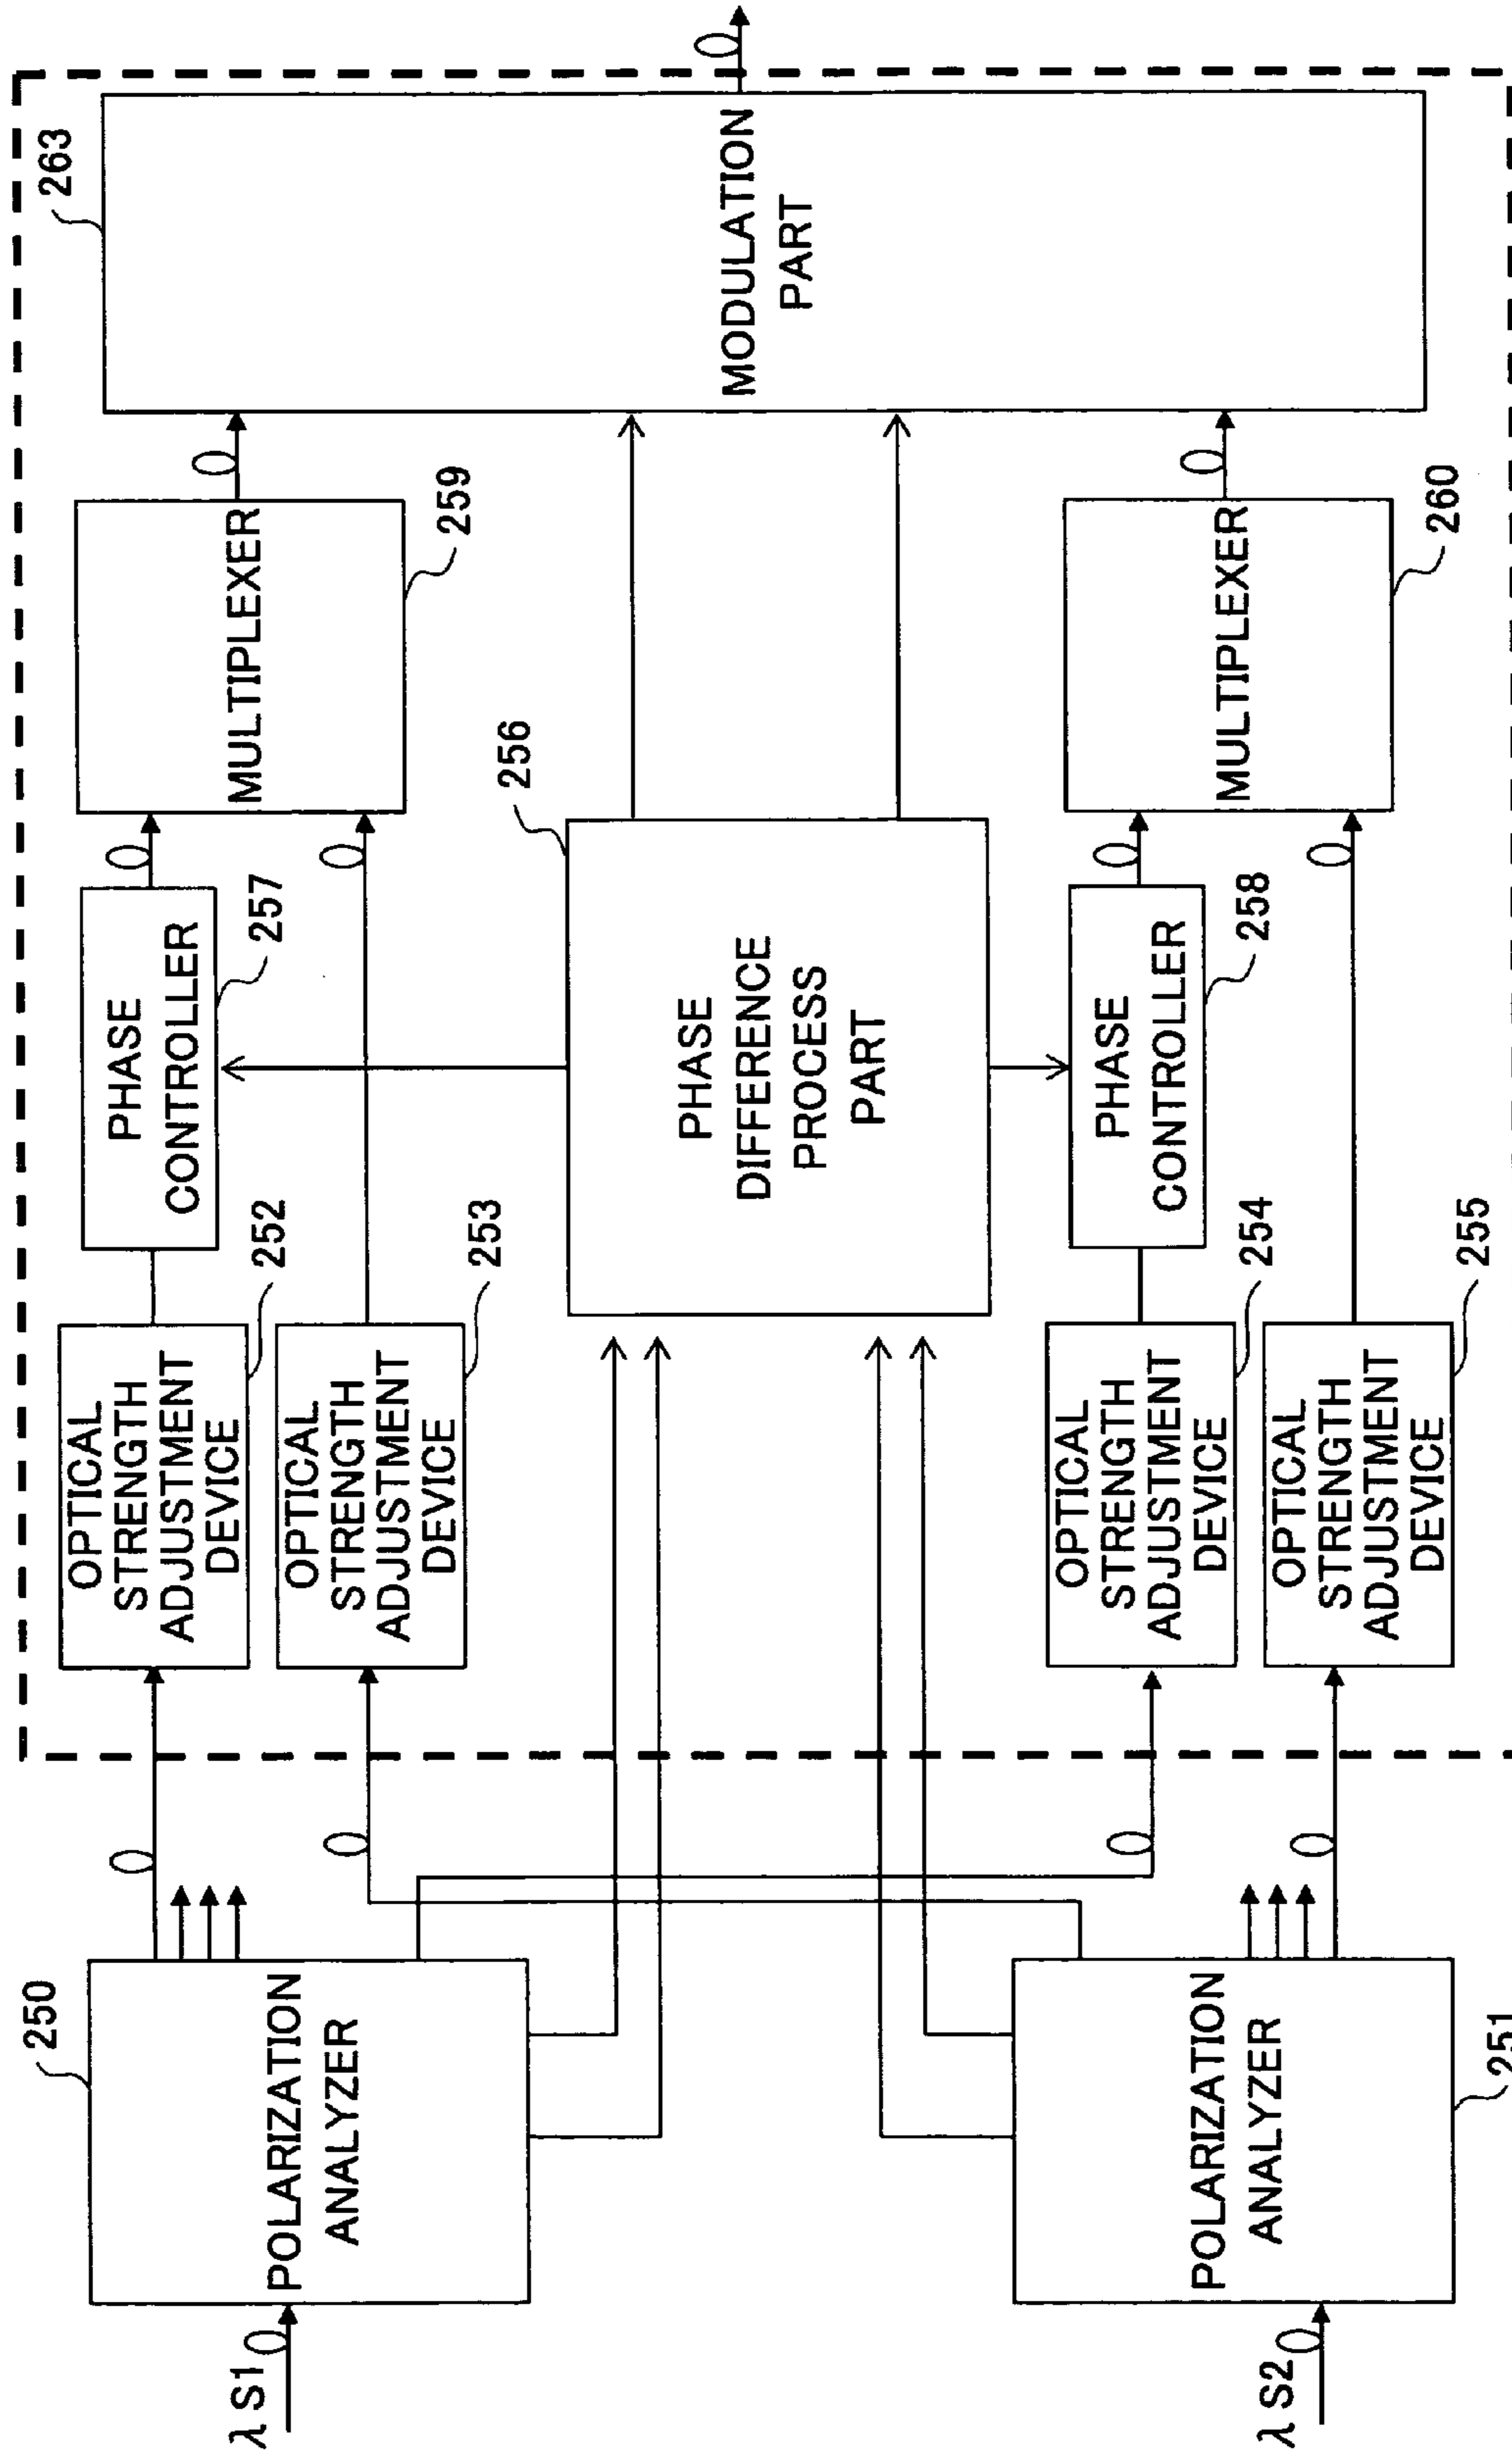 λS1
POLARIZATION
ANALYZER
250
OPTICAL
STRENGTH
ADJUSTMENT
DEVICE
252
OPTICAL
STRENGTH
ADJUSTMENT
DEVICE
253
PHASE
CONTROLLER
257
MULTIPLEXER
259
PHASE
DIFFERENCE
PROCESS
PART
256
MODULATION
PART
263
λS2
POLARIZATION
ANALYZER
251
OPTICAL
STRENGTH
ADJUSTMENT
DEVICE
254
OPTICAL
STRENGTH
ADJUSTMENT
DEVICE
255
PHASE
CONTROLLER
258
MULTIPLEXER
260